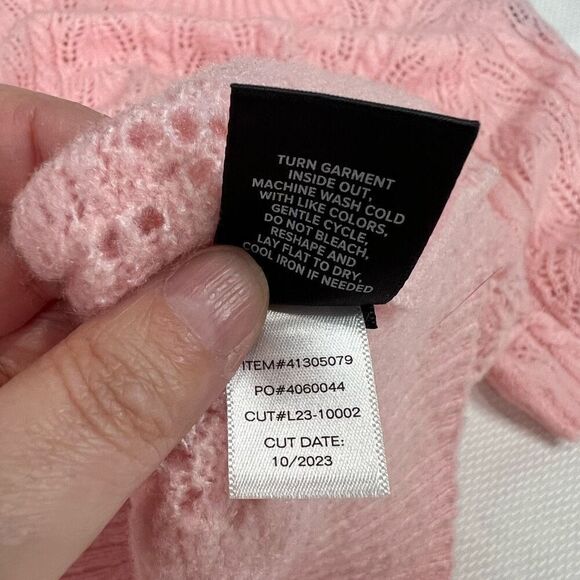 TURN GARMENT
INSIDE OUT,
MACHINE WASH COLD
WITH LIKE COLORS,
GENTLE CYCLE,
DO NOT BLEACH,
RESHAPE AND
LAY FLAT TO DRY,
COOL IRON IF NEEDED
ITEM#41305079
PO#4060044
CUT#L23-10002
CUT DATE:
10/2023